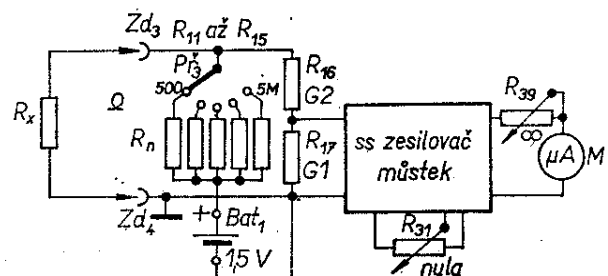 Zd3 R11 až R15
Př3
500
5M
Ω
Rx
Rn
R16
G2
R17
G1
ss zesilovač
můstek
R39
∞
μA M
Zd4
+ Bat1
1,5 V
R31
nula